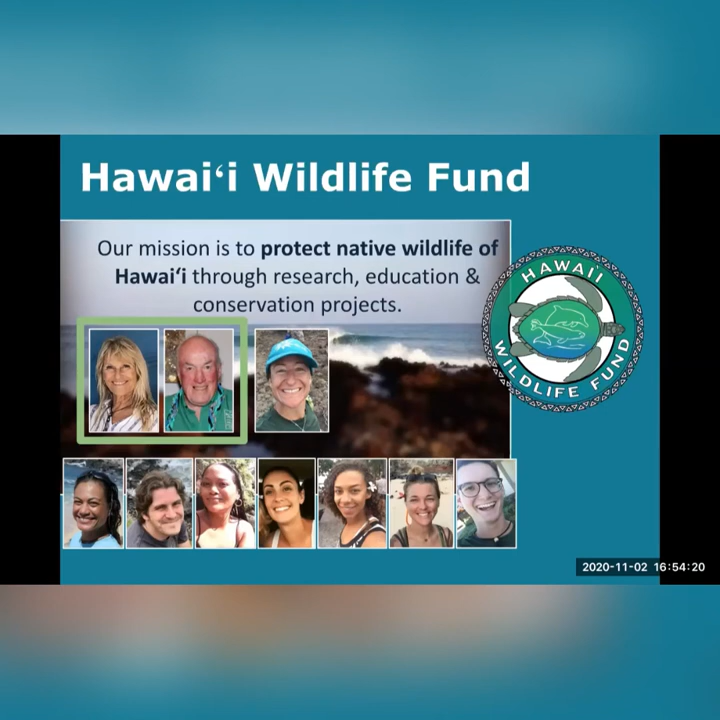 Hawaiʻi Wildlife Fund
Our mission is to protect native wildlife of
Hawaiʻi through research, education &
conservation projects.
HAWAIʻI
WILDLIFE FUND
2020-11-02 16:54:20